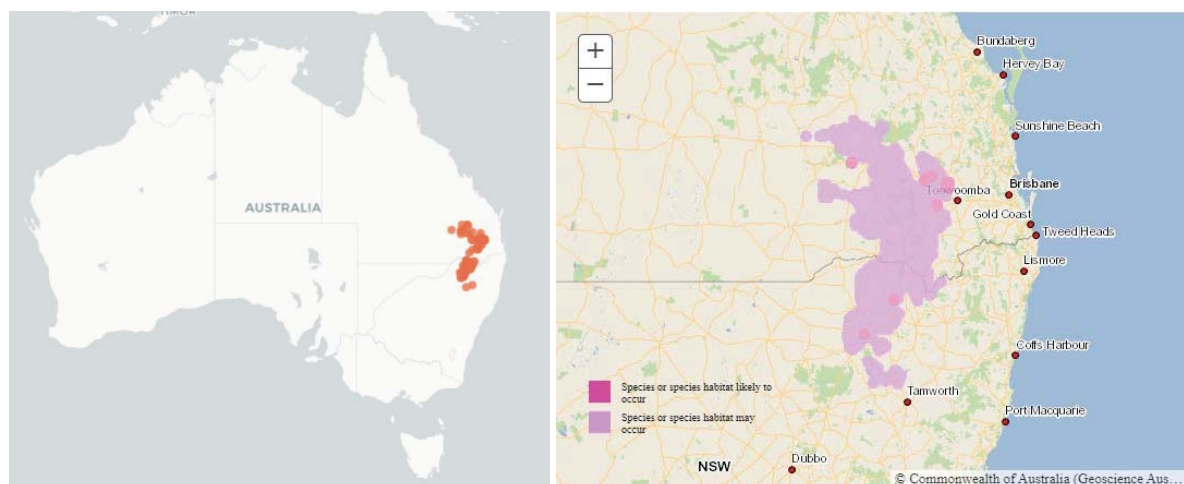 TIMOR
AUSTRALIA
+
−
Bundaberg
Hervey Bay
Sunshine Beach
Toowoomba
Brisbane
Gold Coast
Tweed Heads
Lismore
Coffs Harbour
Tamworth
Port Macquarie
Dubbo
NSW
Species or species habitat likely to
occur
Species or species habitat may
occur
© Commonwealth of Australia (Geoscience Aus...